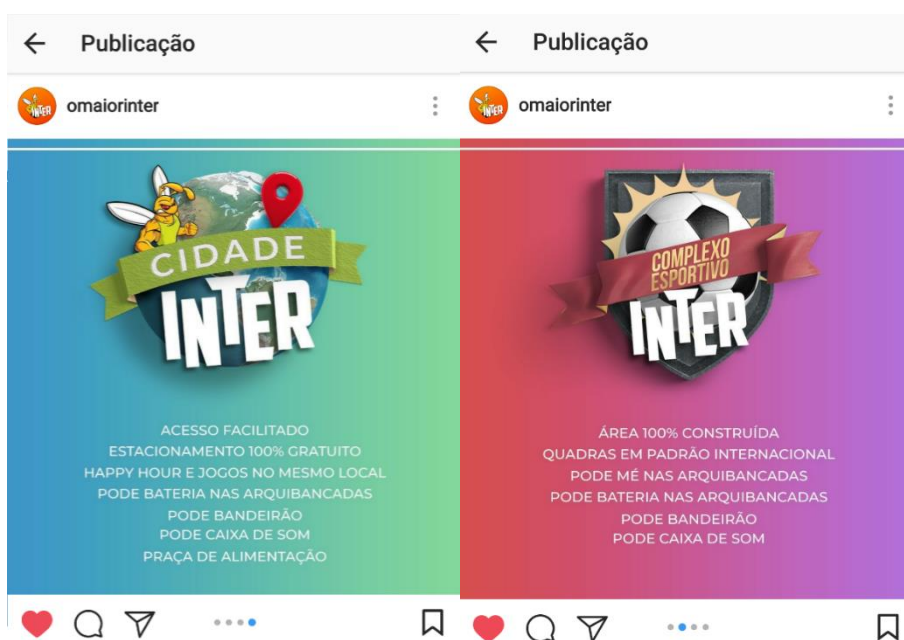 Publicação
omaiorinter
CIDADE
INTER
ACESSO FACILITADO
ESTACIONAMENTO 100% GRATUITO
HAPPY HOUR E JOGOS NO MESMO LOCAL
PODE BATERIA NAS ARQUIBANCADAS
PODE BANDEIRÃO
PODE CAIXA DE SOM
PRAÇA DE ALIMENTAÇÃO
Publicação
omaiorinter
COMPLEXO
ESPORTIVO
INTER
ÁREA 100% CONSTRUÍDA
QUADRAS EM PADRÃO INTERNACIONAL
PODE MÉ NAS ARQUIBANCADAS
PODE BATERIA NAS ARQUIBANCADAS
PODE BANDEIRÃO
PODE CAIXA DE SOM